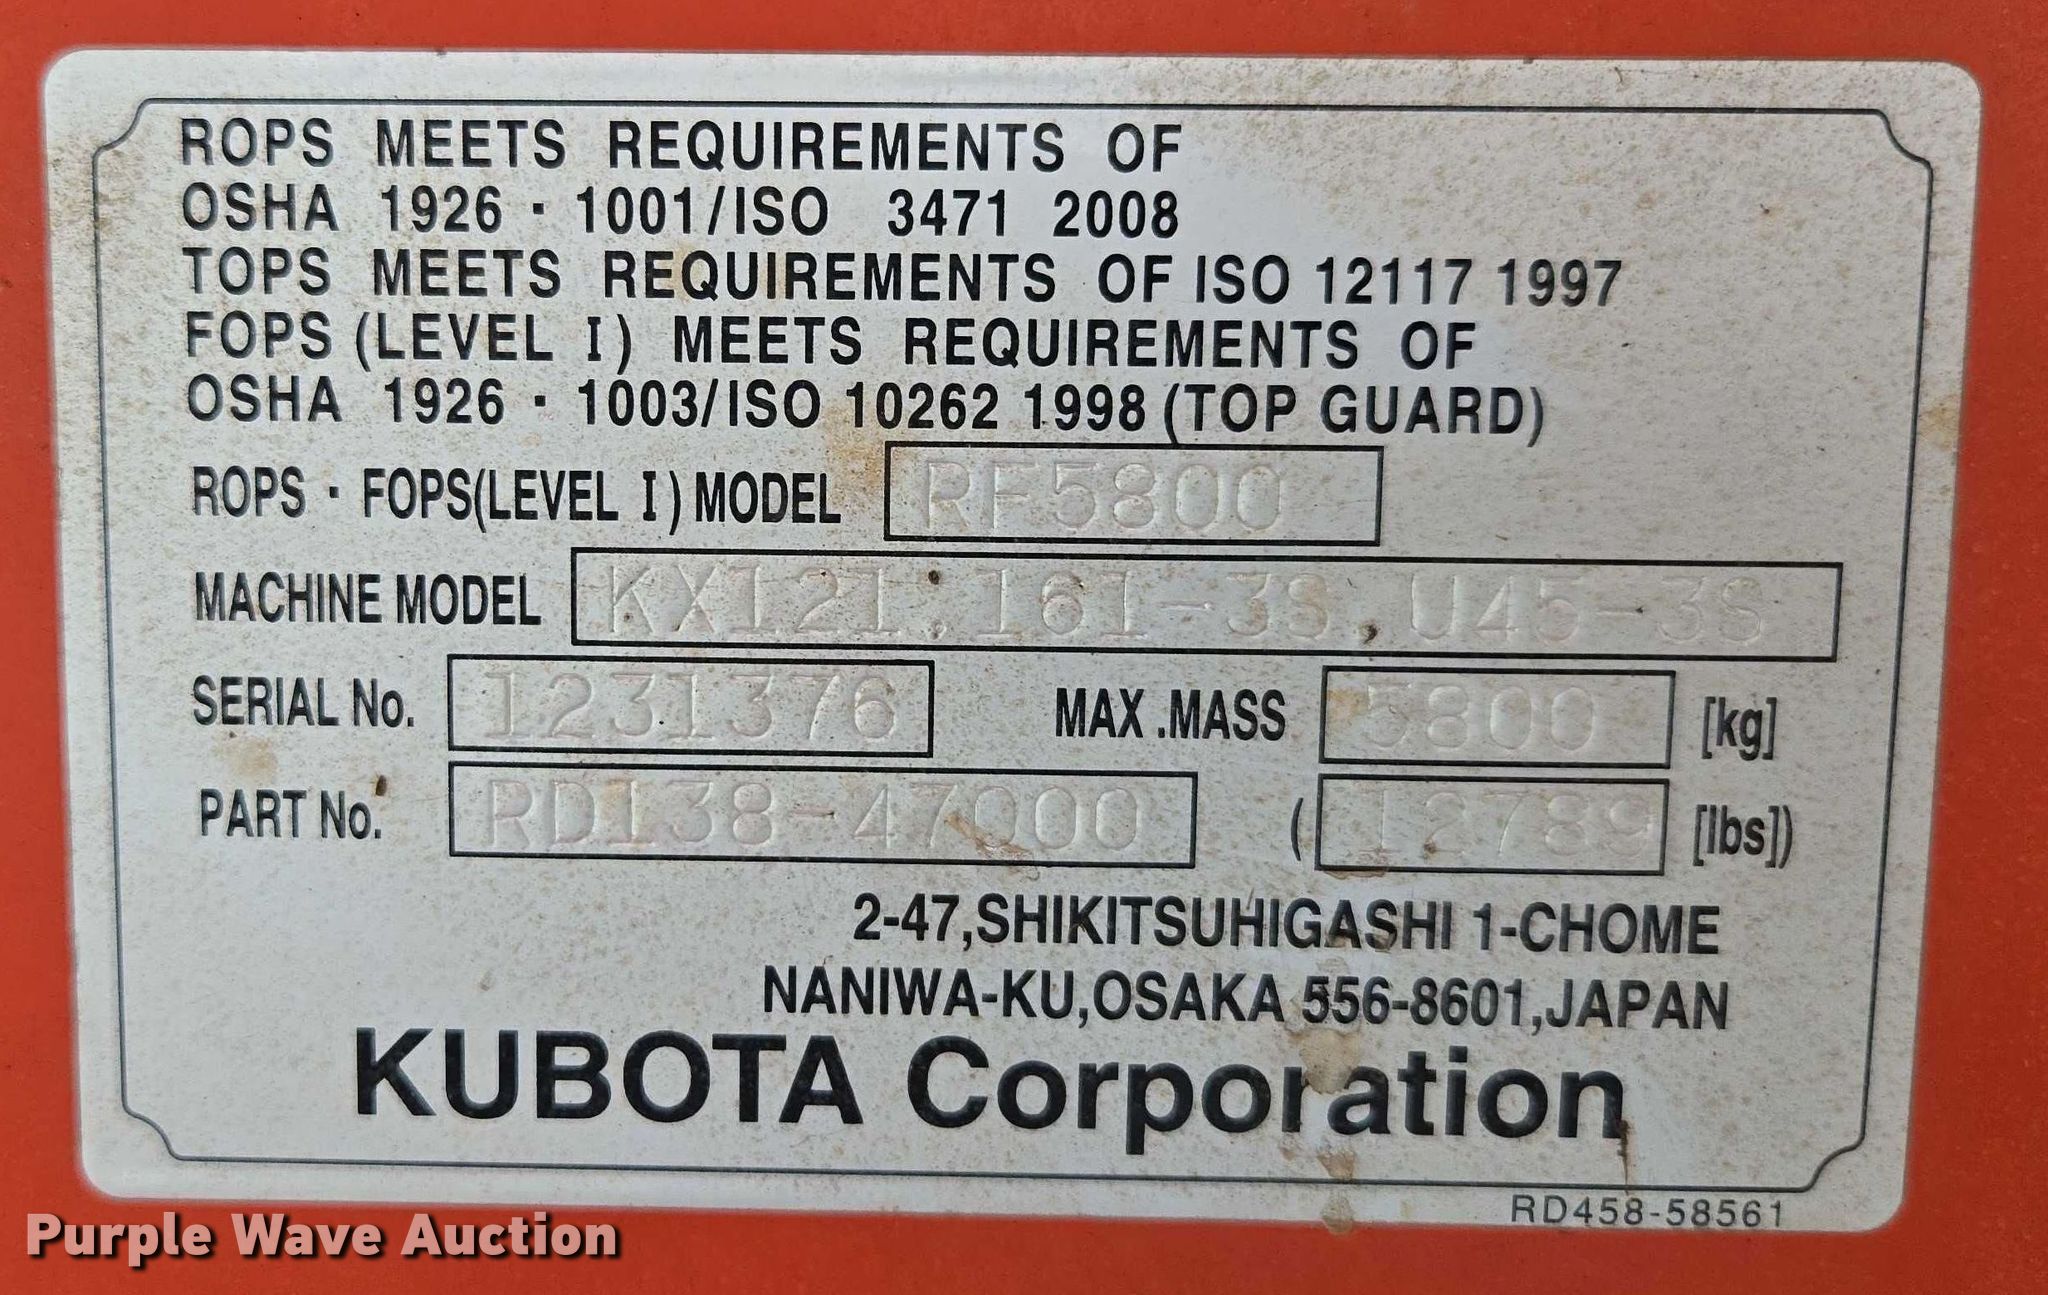 ROPS MEETS REQUIREMENTS OF
OSHA 1926 · 1001/ISO 3471 2008
TOPS MEETS REQUIREMENTS OF ISO 12117 1997
FOPS (LEVEL I) MEETS REQUIREMENTS OF
OSHA 1926 · 1003/ISO 10262 1998 (TOP GUARD)
ROPS · FOPS(LEVEL I) MODEL RF5800
MACHINE MODEL KX121,161-3S,U45-3S
SERIAL No. 1231376 MAX.MASS 5800 [kg]
PART No. RD138-47000 (12789 [lbs])
2-47,SHIKITSUHIGASHI 1-CHOME
NANIWA-KU,OSAKA 556-8601,JAPAN
KUBOTA Corporation
RD458-58561
Purple Wave Auction